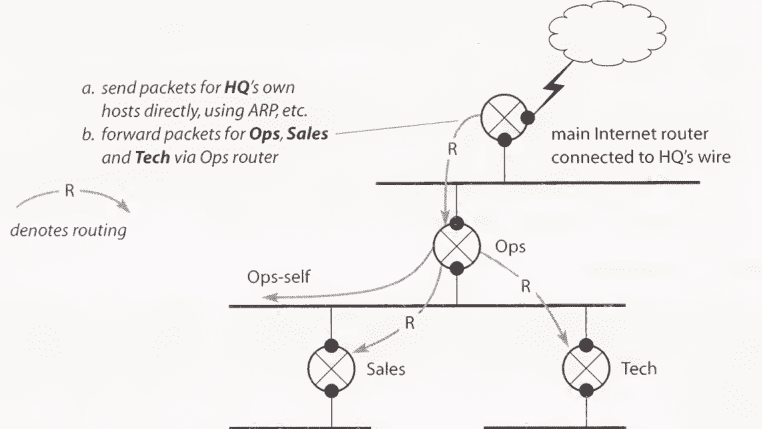 a. send packets for HQ's own
hosts directly, using ARP, etc.
b. forward packets for Ops, Sales
and Tech via Ops router
R
main Internet router
connected to HQ's wire
R
denotes routing
Ops
Ops-self
R
R
Sales
Tech